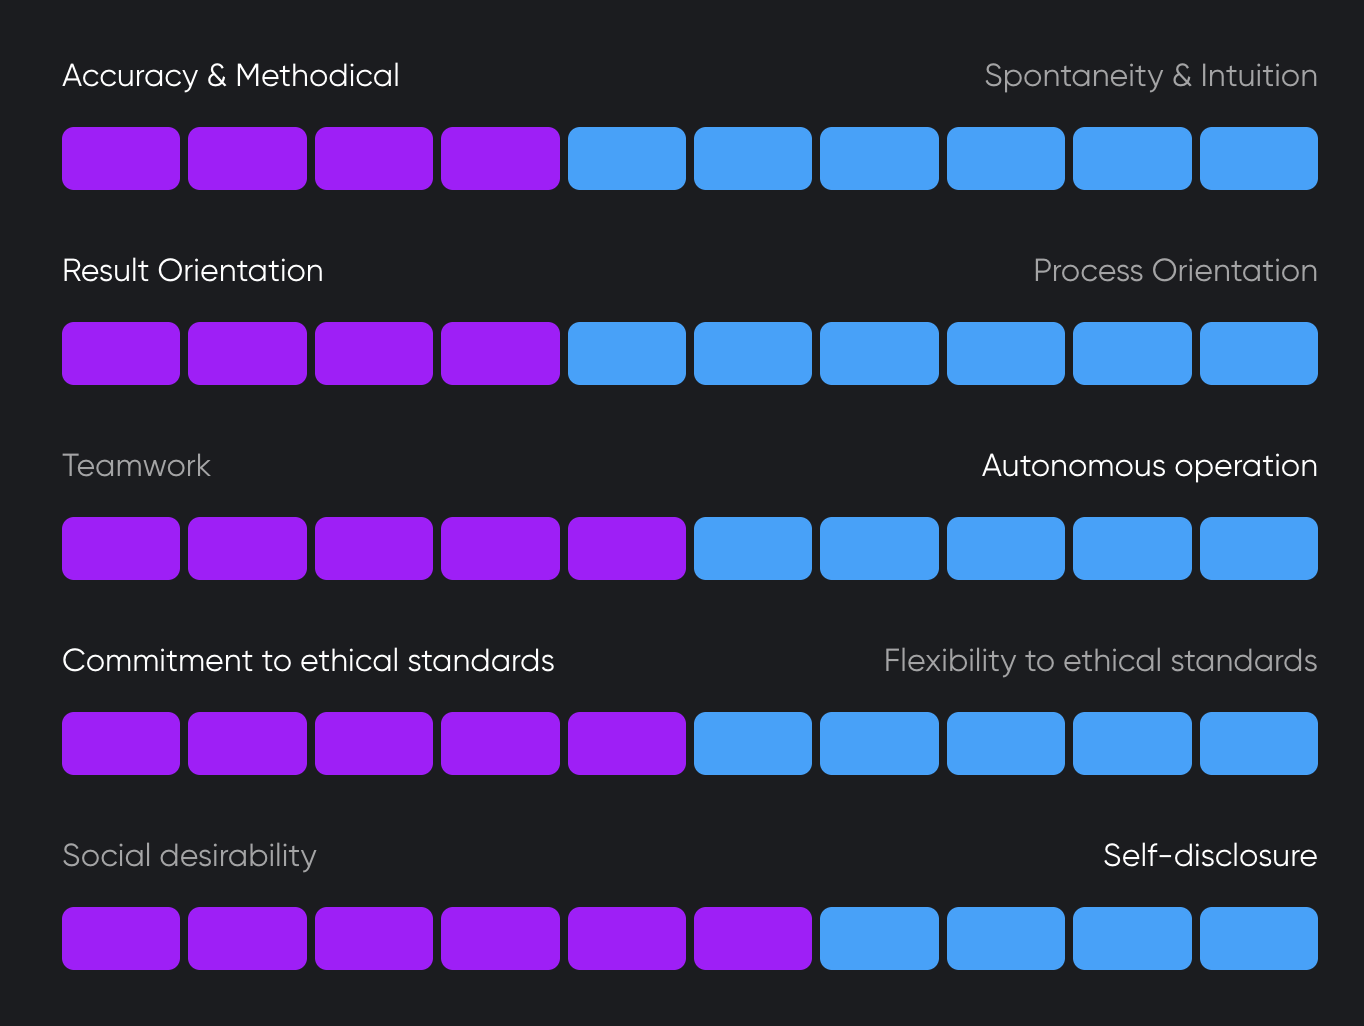 Accuracy & Methodical
Spontaneity & Intuition
Result Orientation
Process Orientation
Teamwork
Autonomous operation
Commitment to ethical standards
Flexibility to ethical standards
Social desirability
Self-disclosure